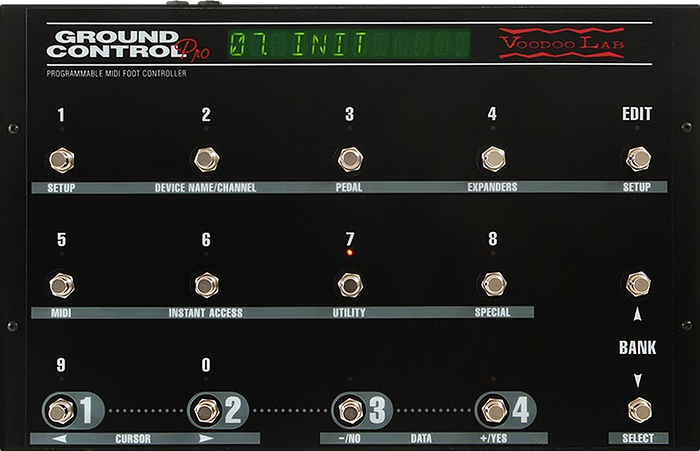 GROUND CONTROL Pro
07. INIT
VOODOO LAB
PROGRAMMABLE MIDI FOOT CONTROLLER
1 2 3 4 EDIT
SETUP DEVICE NAME/CHANNEL PEDAL EXPANDERS SETUP
5 6 7 8
MIDI INSTANT ACCESS UTILITY SPECIAL
BANK
9 0
1 2 3 4
CURSOR -/NO DATA +/YES SELECT